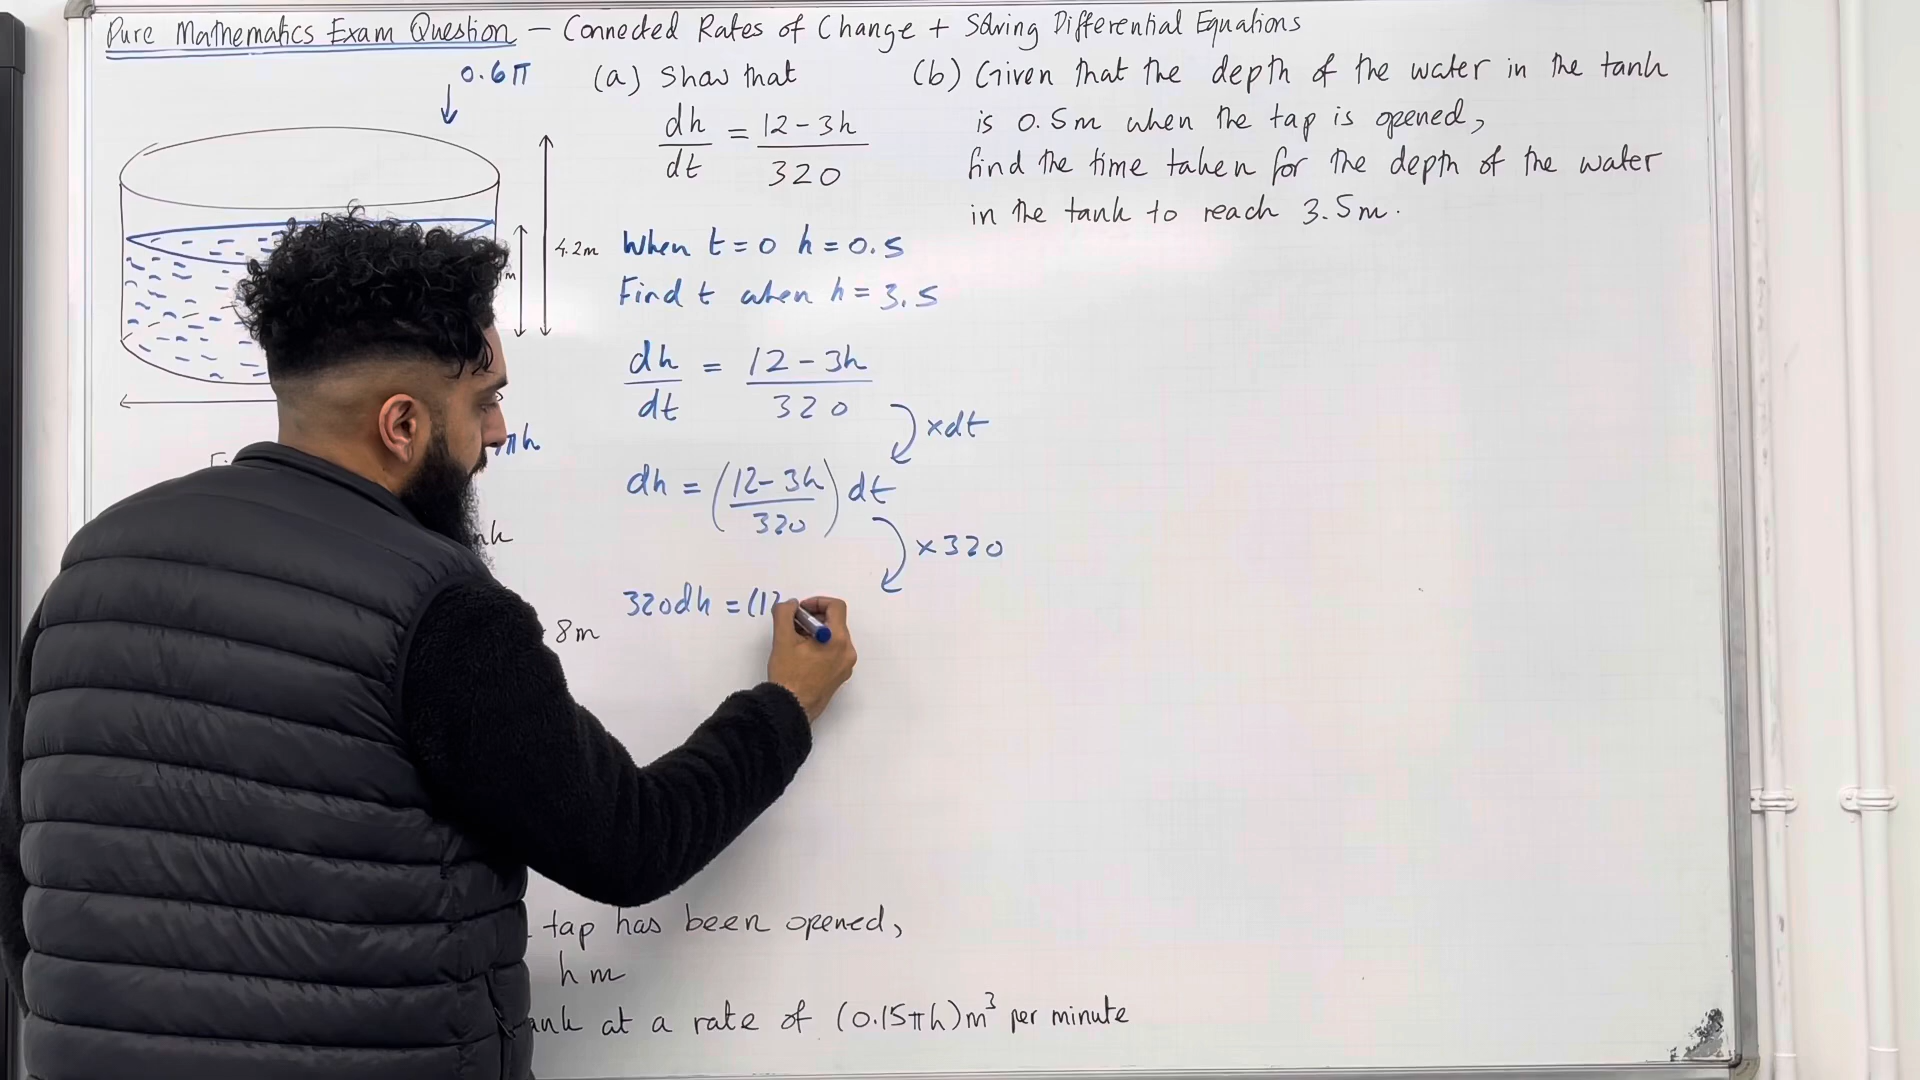 Pure Mathematics Exam Question – Connected Rates of Change + Solving Differential Equations
0.6π
4.2m
m
πh
8m
tap has been opened,
h m
at a rate of (0.15πh)m³ per minute
(a) Show that
dh/dt = (12-3h)/320
When t=0 h=0.5
Find t when h=3.5
dh/dt = (12-3h)/320
×dt
dh = ((12-3h)/320) dt
×320
320dh = (12
(b) Given that the depth of the water in the tank
is 0.5m when the tap is opened,
find the time taken for the depth of the water
in the tank to reach 3.5m.